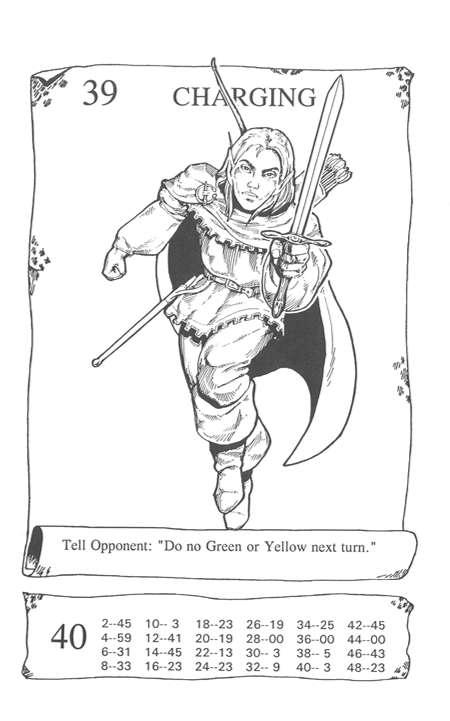 39 CHARGING
Tell Opponent: "Do no Green or Yellow next turn."
40
2--45 10-- 3 18--23 26--19 34--25 42--45
4--59 12--41 20--19 28--00 36--00 44--00
6--31 14--45 22--13 30-- 3 38-- 5 46--43
8--33 16--23 24--23 32-- 9 40-- 3 48--23